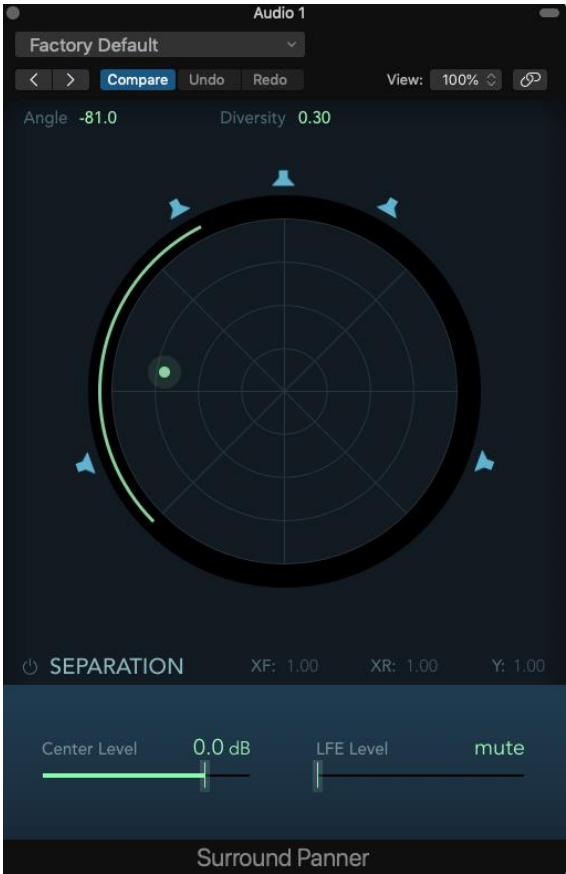 Audio 1
Factory Default
Compare Undo Redo View: 100%
Angle -81.0 Diversity 0.30
SEPARATION XF: 1.00 XR: 1.00 Y: 1.00
Center Level 0.0 dB LFE Level mute
Surround Panner